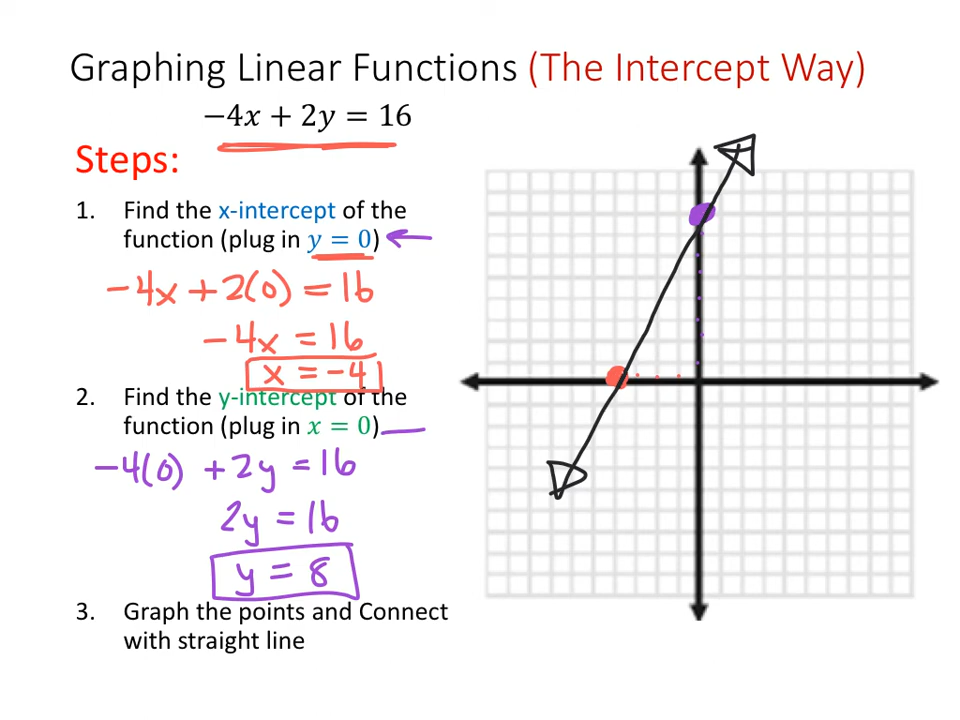 Graphing Linear Functions (The Intercept Way)
−4x + 2y = 16
Steps:
1. Find the x-intercept of the
function (plug in y = 0)
−4x + 2(0) = 16
−4x = 16
x = −4
2. Find the y-intercept of the
function (plug in x = 0)
−4(0) + 2y = 16
2y = 16
y = 8
3. Graph the points and Connect
with straight line